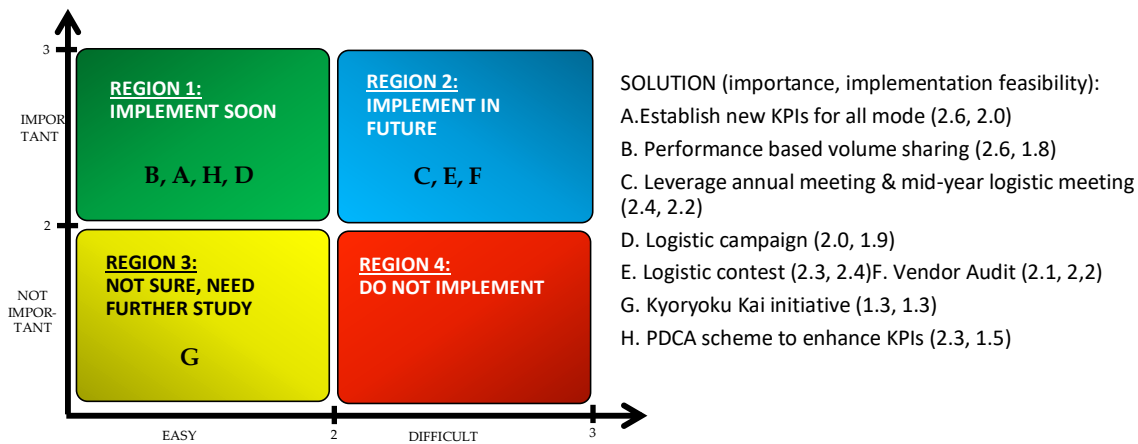 3
IMPOR
TANT
2
NOT
IMPOR-
TANT
REGION 1:
IMPLEMENT SOON
B, A, H, D
REGION 2:
IMPLEMENT IN
FUTURE
C, E, F
REGION 3:
NOT SURE, NEED
FURTHER STUDY
G
REGION 4:
DO NOT IMPLEMENT
EASY
2
DIFFICULT
3
SOLUTION (importance, implementation feasibility):
A.Establish new KPIs for all mode (2.6, 2.0)
B. Performance based volume sharing (2.6, 1.8)
C. Leverage annual meeting & mid-year logistic meeting
(2.4, 2.2)
D. Logistic campaign (2.0, 1.9)
E. Logistic contest (2.3, 2.4)F. Vendor Audit (2.1, 2,2)
G. Kyoryoku Kai initiative (1.3, 1.3)
H. PDCA scheme to enhance KPIs (2.3, 1.5)